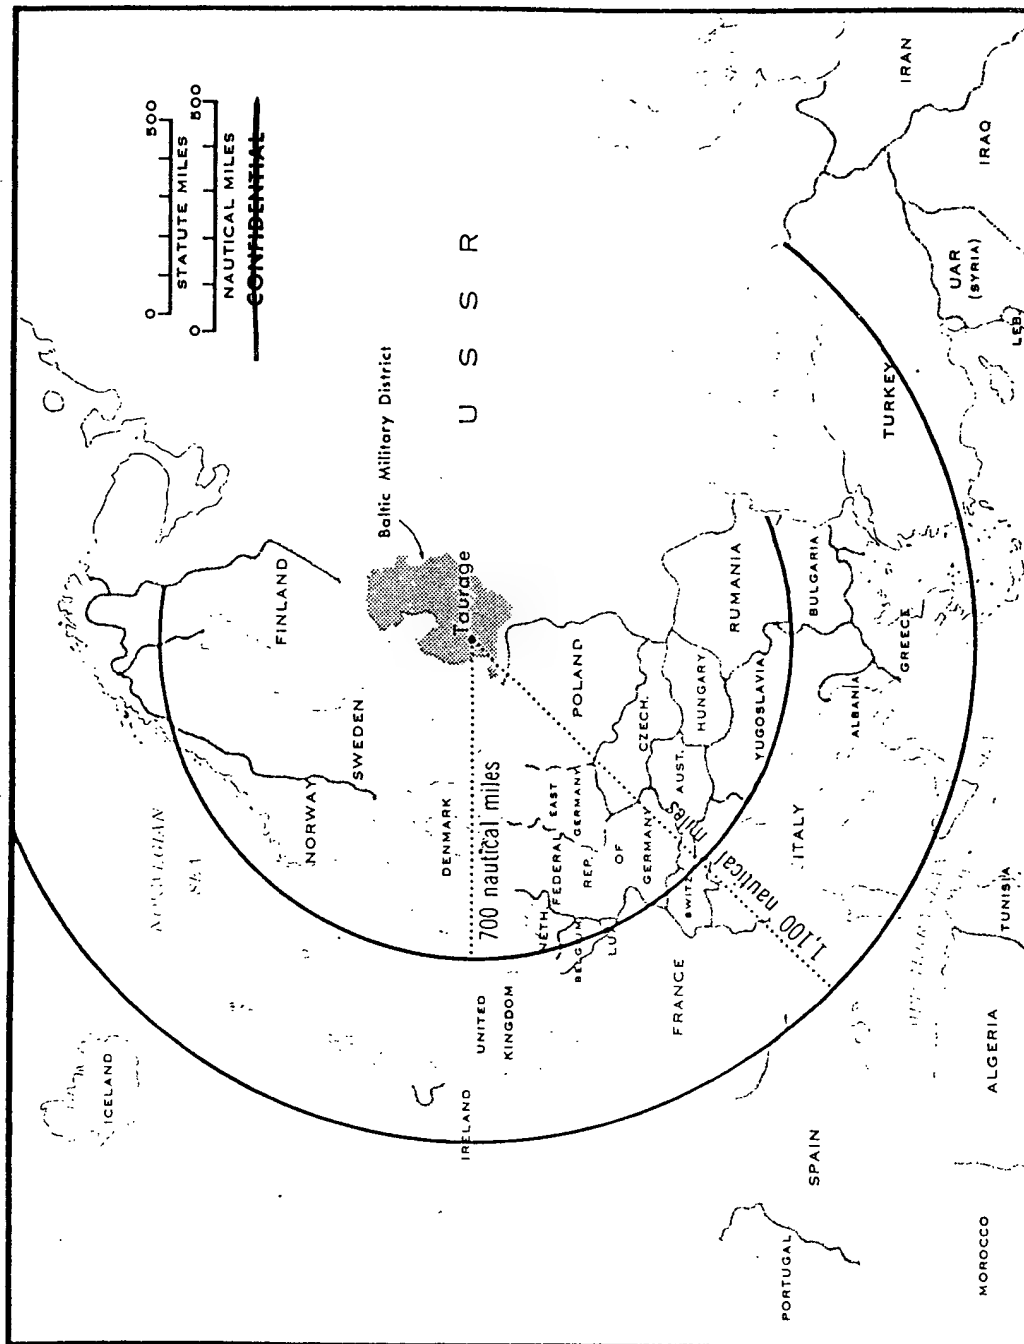 0 500
STATUTE MILES
0 500
NAUTICAL MILES
CONFIDENTIAL
NORWEGIAN
SEA
ICELAND
FINLAND
SWEDEN
NORWAY
Baltic Military District
Taurage
U S S R
DENMARK
700 nautical miles
UNITED
KINGDOM
IRELAND
POLAND
EAST
GERMANY
FEDERAL
REP.
OF
GERMANY
NETH.
BELGIUM
LUX
CZECH.
AUST.
HUNGARY
RUMANIA
SWITZ.
FRANCE
1,100 nautical miles
YUGOSLAVIA
BULGARIA
ITALY
ALBANIA
GREECE
TURKEY
SPAIN
PORTUGAL
MOROCCO
ALGERIA
TUNISIA
UAR
(SYRIA)
LEB.
IRAQ
IRAN